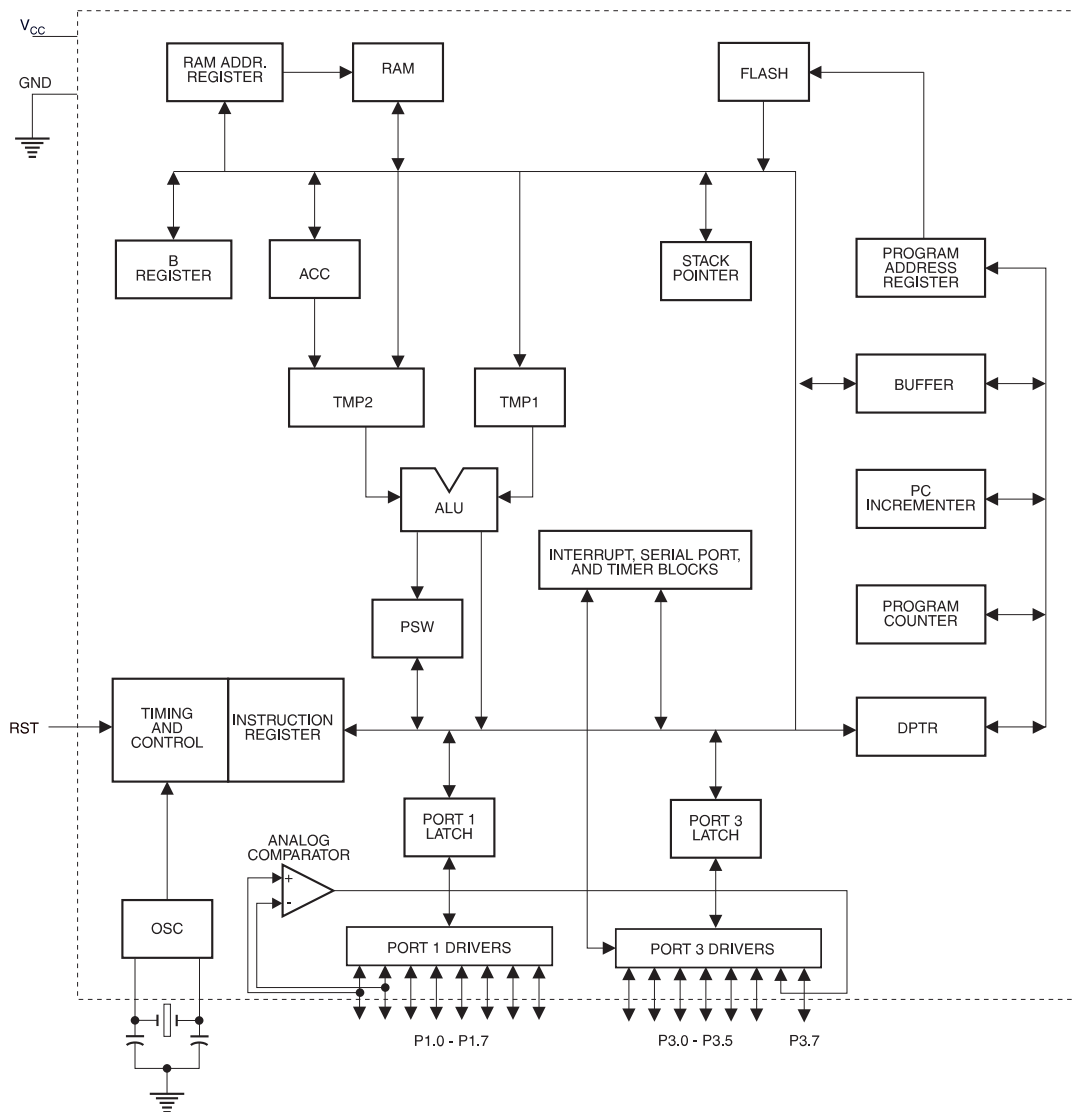 VCC
GND
RAM ADDR.
REGISTER
RAM
FLASH
B
REGISTER
ACC
STACK
POINTER
PROGRAM
ADDRESS
REGISTER
TMP2
TMP1
BUFFER
ALU
PC
INCREMENTER
INTERRUPT, SERIAL PORT,
AND TIMER BLOCKS
PSW
PROGRAM
COUNTER
RST
TIMING
AND
CONTROL
INSTRUCTION
REGISTER
DPTR
PORT 1
LATCH
PORT 3
LATCH
ANALOG
COMPARATOR
+
-
OSC
PORT 1 DRIVERS
PORT 3 DRIVERS
P1.0 - P1.7
P3.0 - P3.5
P3.7